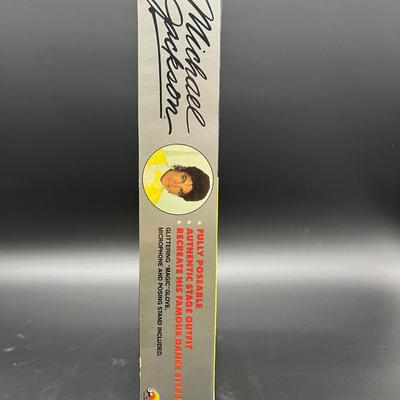 Michael
Jackson
• FULLY POSEABLE
• AUTHENTIC STAGE OUTFIT
• RECREATE HIS FAMOUS DANCE STEPS
GLITTERING "MAGIC" GLOVE,
MICROPHONE AND POSING STAND INCLUDED.